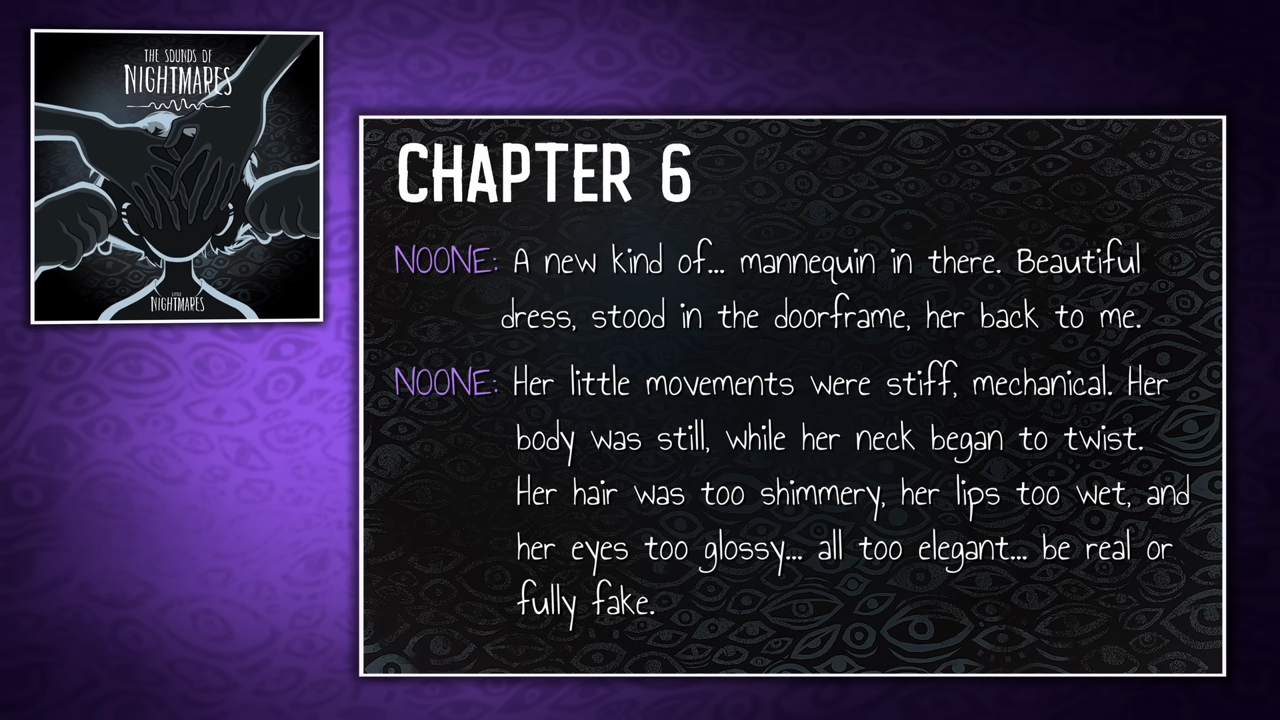 THE SOUNDS OF
NIGHTMARES
LITTLE
NIGHTMARES
CHAPTER 6
NOONE: A new kind of... mannequin in there. Beautiful
dress, stood in the doorframe, her back to me.
NOONE: Her little movements were stiff, mechanical. Her
body was still, while her neck began to twist.
Her hair was too shimmery, her lips too wet, and
her eyes too glossy... all too elegant... be real or
fully fake.